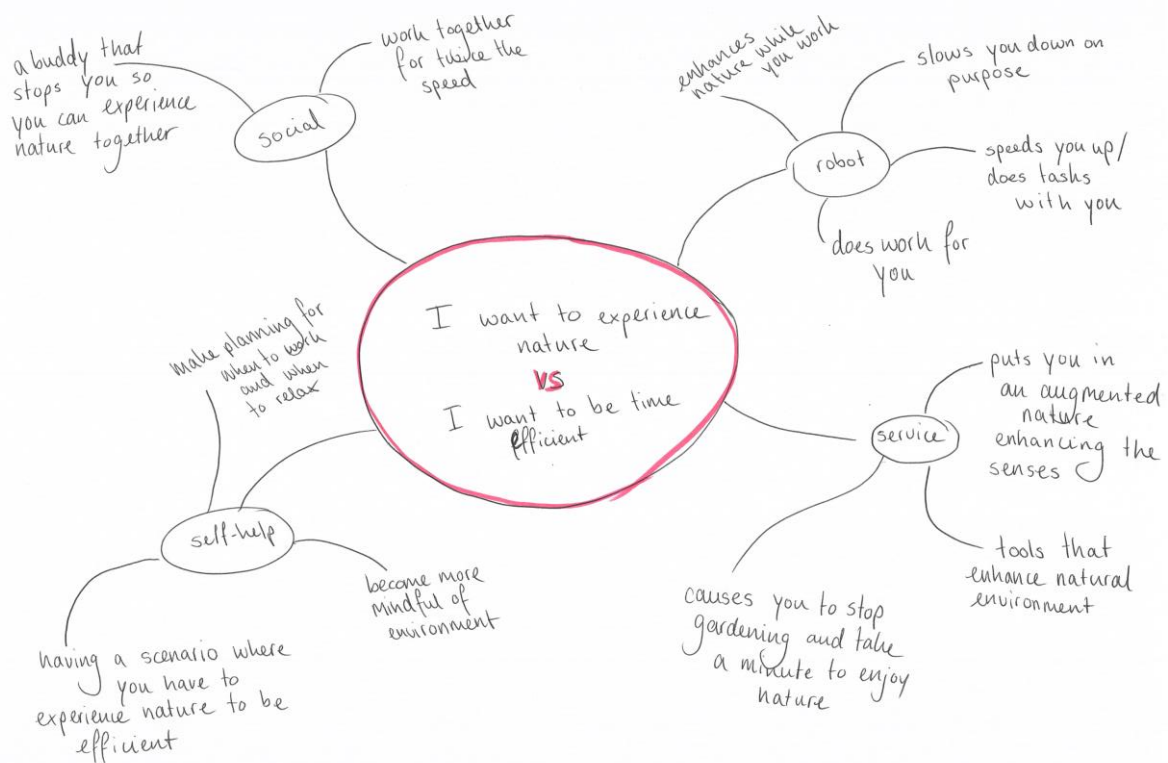 a buddy that
stops you so
you can experience
nature together
work together
for twice the
speed
social
enhances
nature while
you work
slows you down on
purpose
robot
speeds you up/
does tasks
with you
does work for
you
I want to experience
nature
vs
I want to be time
efficient
make planning for
when to work
and when
to relax
self-help
become more
mindful of
environment
having a scenario where
you have to
experience nature to be
efficient
service
puts you in
an augmented
nature
enhancing the
senses
tools that
enhance natural
environment
causes you to stop
gardening and take
a minute to enjoy
nature